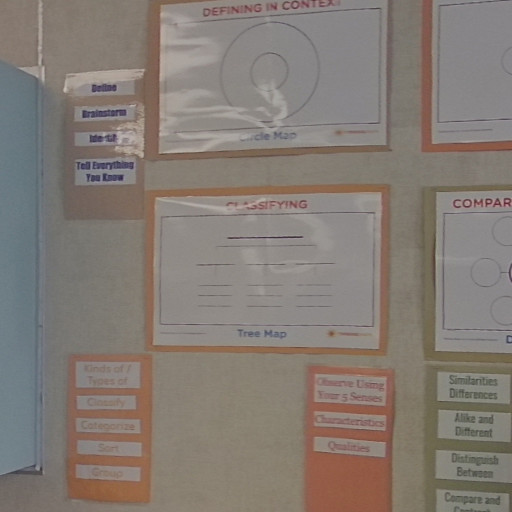 DEFINING IN CONTEXT
Circle Map
Define
Brainstorm
Identify
Tell Everything
You Know
CLASSIFYING
Tree Map
COMPAR
D
Kinds of /
Types of
Classify
Categorize
Sort
Group
Observe Using
Your 5 Senses
Characteristics
Qualities
Similarities
Differences
Alike and
Different
Distinguish
Between
Compare and
Contrast